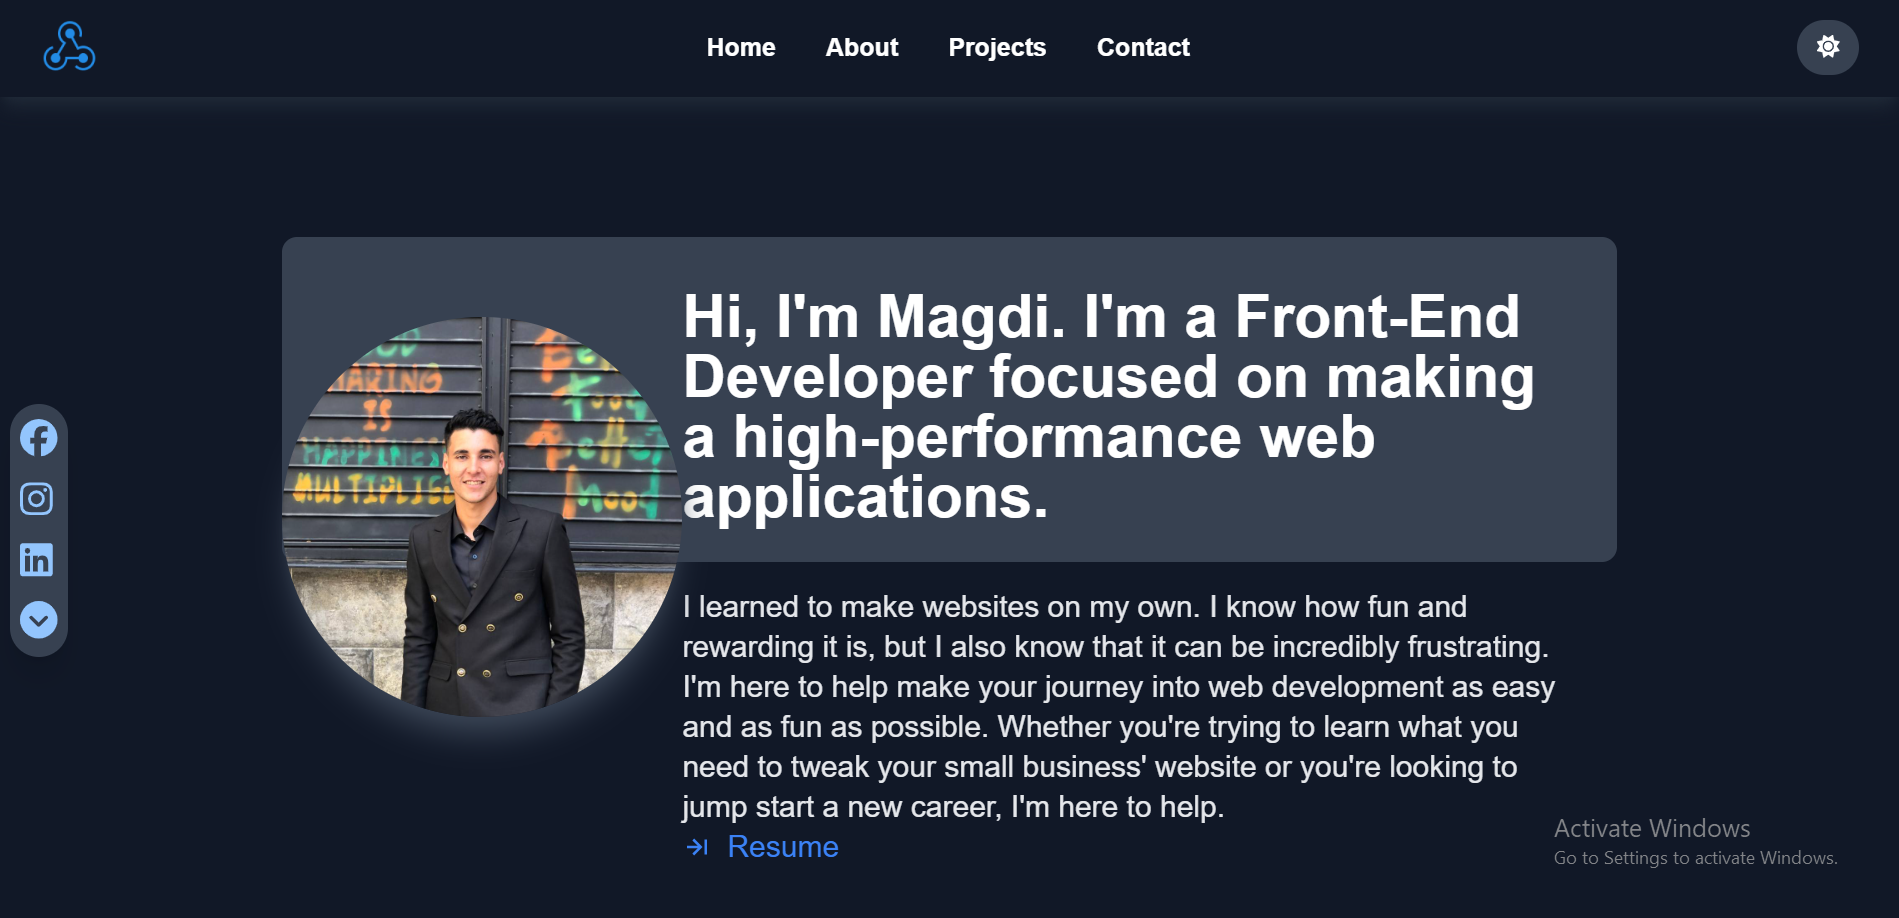 Home About Projects Contact
Hi, I'm Magdi. I'm a Front-End
Developer focused on making
a high-performance web
applications.
IS
I learned to make websites on my own. I know how fun and
rewarding it is, but I also know that it can be incredibly frustrating.
I'm here to help make your journey into web development as easy
and as fun as possible. Whether you're trying to learn what you
need to tweak your small business' website or you're looking to
jump start a new career, I'm here to help.
Resume
Activate Windows
Go to Settings to activate Windows.